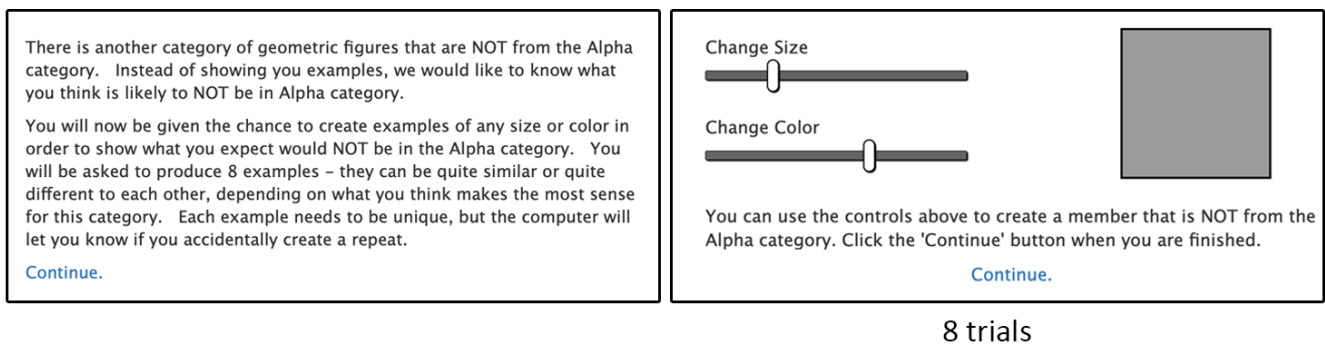 There is another category of geometric figures that are NOT from the Alpha
category.   Instead of showing you examples, we would like to know what
you think is likely to NOT be in Alpha category.
You will now be given the chance to create examples of any size or color in
order to show what you expect would NOT be in the Alpha category.   You
will be asked to produce 8 examples – they can be quite similar or quite
different to each other, depending on what you think makes the most sense
for this category.   Each example needs to be unique, but the computer will
let you know if you accidentally create a repeat.
Continue.
Change Size
Change Color
You can use the controls above to create a member that is NOT from the
Alpha category. Click the 'Continue' button when you are finished.
Continue.
8 trials